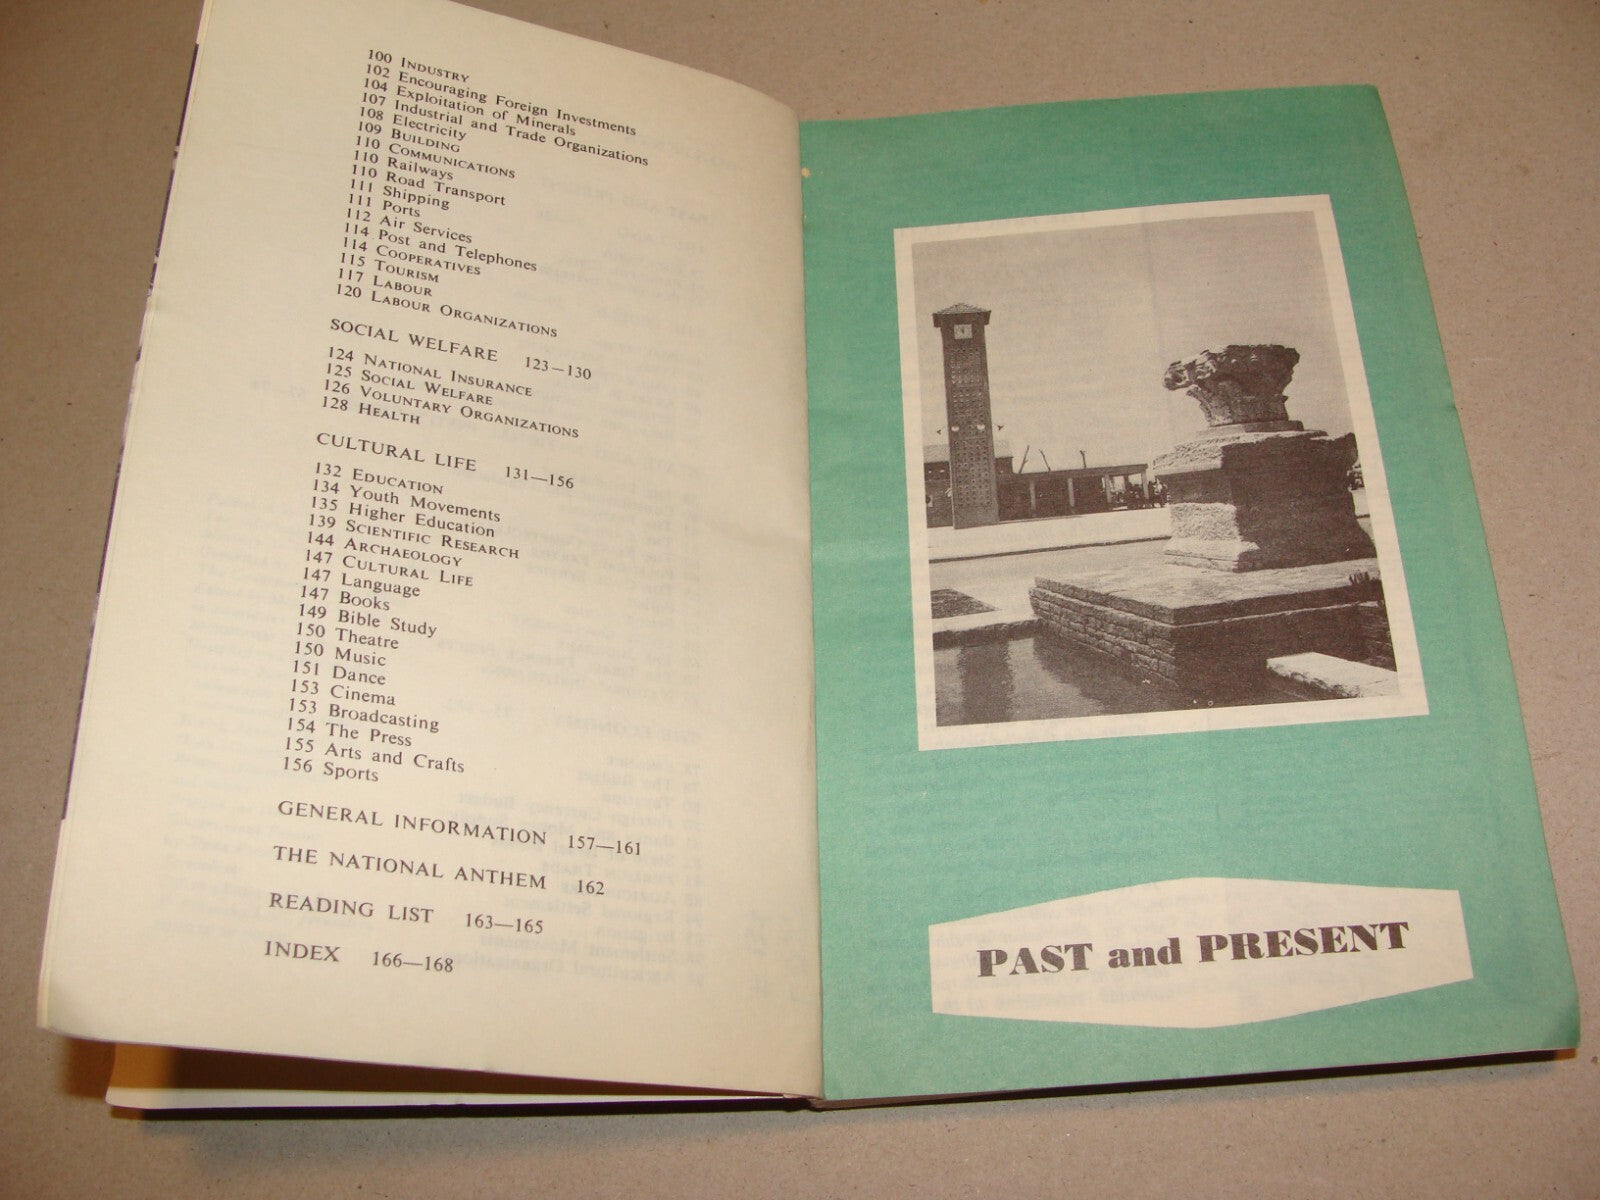 100 INDUSTRY
102 Encouraging Foreign Investments
104 Exploitation of Minerals
107 Industrial and Trade Organizations
108 Electricity
109 BUILDING
110 COMMUNICATIONS
110 Railways
110 Road Transport
111 Shipping
111 Ports
112 Air Services
114 Post and Telephones
114 COOPERATIVES
115 TOURISM
117 LABOUR
120 LABOUR ORGANIZATIONS
SOCIAL WELFARE 123—130
124 NATIONAL INSURANCE
125 SOCIAL WELFARE
126 VOLUNTARY ORGANIZATIONS
128 HEALTH
CULTURAL LIFE 131—156
132 EDUCATION
134 Youth Movements
135 Higher Education
139 SCIENTIFIC RESEARCH
144 ARCHAEOLOGY
147 CULTURAL LIFE
147 Language
147 Books
149 Bible Study
150 Theatre
150 Music
151 Dance
153 Cinema
153 Broadcasting
154 The Press
155 Arts and Crafts
156 Sports
GENERAL INFORMATION 157—161
THE NATIONAL ANTHEM 162
READING LIST 163—165
INDEX 166—168
PAST and PRESENT